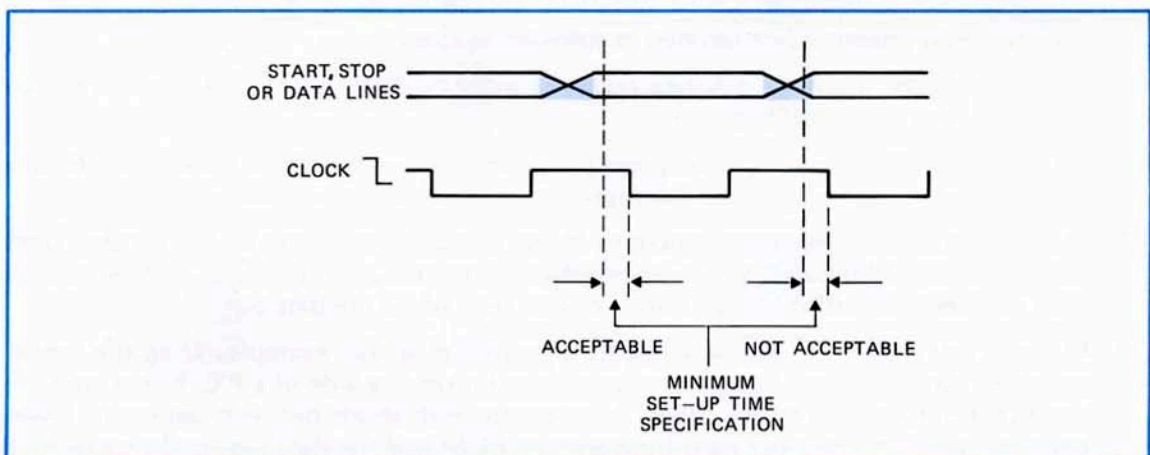 START, STOP
OR DATA LINES
CLOCK
ACCEPTABLE
NOT ACCEPTABLE
MINIMUM
SET–UP TIME
SPECIFICATION